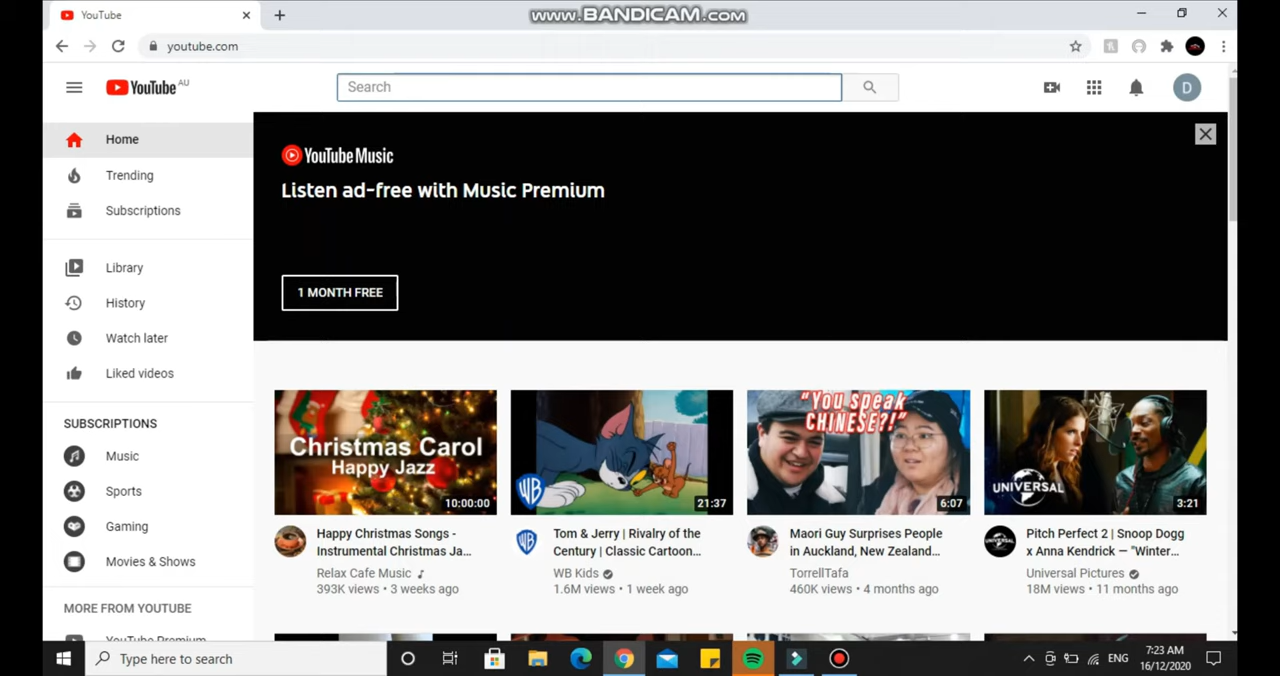 YouTube
www.BANDICAM.com
youtube.com
YouTube AU
Search
D
Home
Trending
Subscriptions
Library
History
Watch later
Liked videos
SUBSCRIPTIONS
Music
Sports
Gaming
Movies & Shows
MORE FROM YOUTUBE
YouTube Premium
YouTube Music
Listen ad-free with Music Premium
1 MONTH FREE
Christmas Carol
Happy Jazz
10:00:00
Happy Christmas Songs -
Instrumental Christmas Ja...
Relax Cafe Music
393K views • 3 weeks ago
WB
21:37
Tom & Jerry | Rivalry of the
Century | Classic Cartoon...
WB Kids
1.6M views • 1 week ago
"You speak
CHINESE?!"
6:07
Maori Guy Surprises People
in Auckland, New Zealand...
TorrellTafa
460K views • 4 months ago
UNIVERSAL
3:21
Pitch Perfect 2 | Snoop Dogg
x Anna Kendrick — "Winter...
Universal Pictures
18M views • 11 months ago
Type here to search
ENG
7:23 AM
16/12/2020